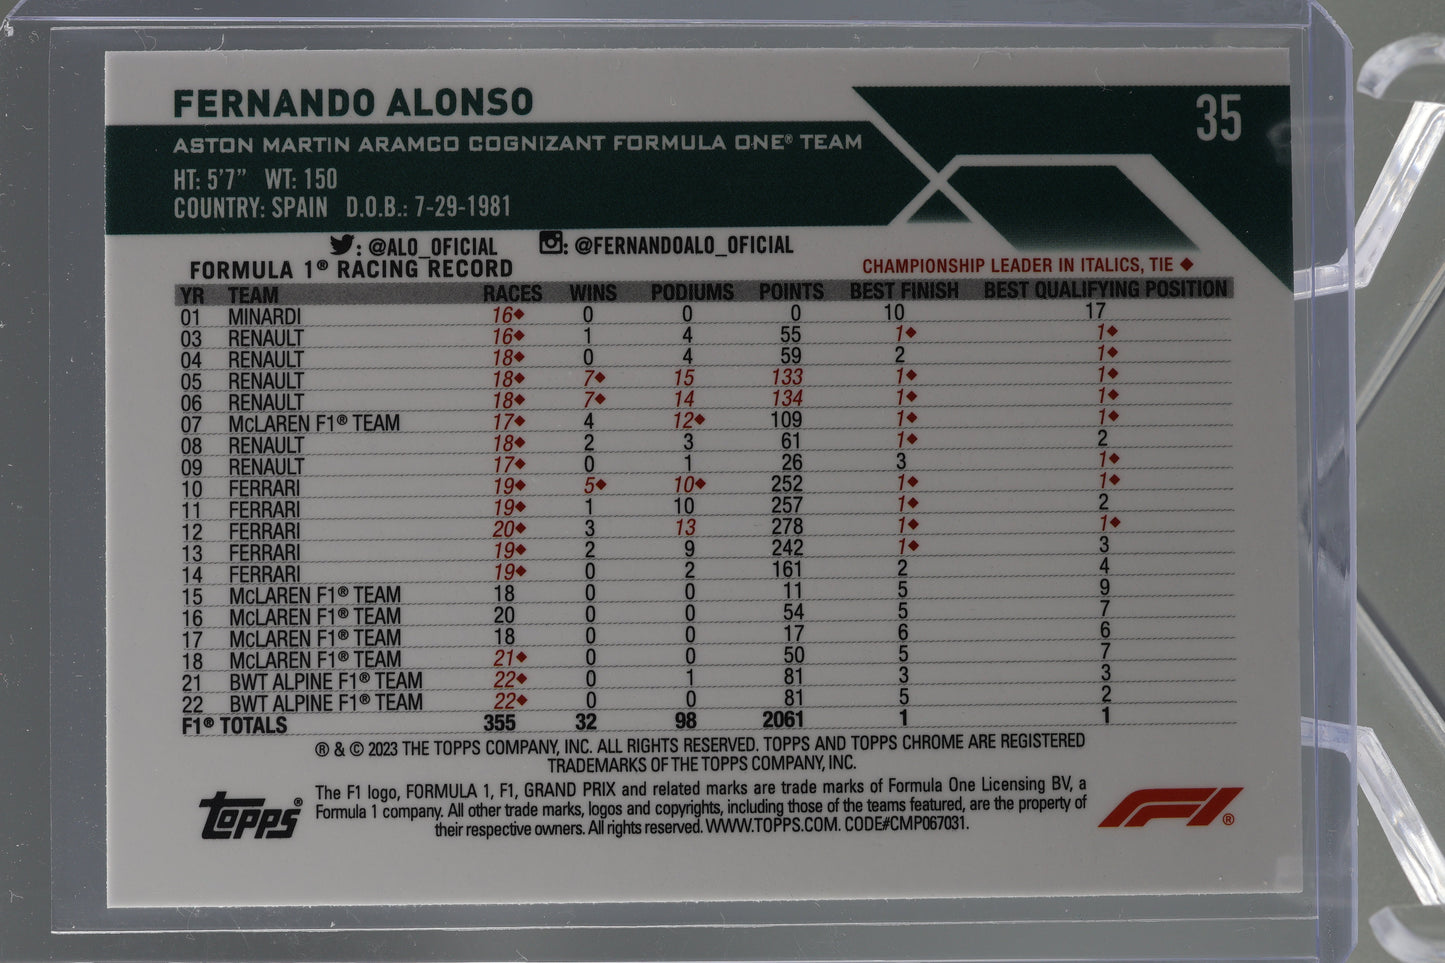 FERNANDO ALONSO
35
ASTON MARTIN ARAMCO COGNIZANT FORMULA ONE® TEAM
HT: 5'7" WT: 150
COUNTRY: SPAIN D.O.B.: 7-29-1981
: @ALO_OFICIAL : @FERNANDOALO_OFICIAL
FORMULA 1® RACING RECORD CHAMPIONSHIP LEADER IN ITALICS, TIE ◆
YR TEAM RACES WINS PODIUMS POINTS BEST FINISH BEST QUALIFYING POSITION
01 MINARDI 16◆ 0 0 0 10 17
03 RENAULT 16◆ 1 4 55 1◆ 1◆
04 RENAULT 18◆ 0 4 59 2 1◆
05 RENAULT 18◆ 7◆ 15 133 1◆ 1◆
06 RENAULT 18◆ 7◆ 14 134 1◆ 1◆
07 McLAREN F1® TEAM 17◆ 4 12◆ 109 1◆ 1◆
08 RENAULT 18◆ 2 3 61 1◆ 2
09 RENAULT 17◆ 0 1 26 3 1◆
10 FERRARI 19◆ 5◆ 10◆ 252 1◆ 1◆
11 FERRARI 19◆ 1 10 257 1◆ 2
12 FERRARI 20◆ 3 13 278 1◆ 1◆
13 FERRARI 19◆ 2 9 242 1◆ 3
14 FERRARI 19◆ 0 2 161 2 4
15 McLAREN F1® TEAM 18 0 0 11 5 9
16 McLAREN F1® TEAM 20 0 0 54 5 7
17 McLAREN F1® TEAM 18 0 0 17 6 6
18 McLAREN F1® TEAM 21◆ 0 0 50 5 7
21 BWT ALPINE F1® TEAM 22◆ 0 1 81 3 3
22 BWT ALPINE F1® TEAM 22◆ 0 0 81 5 2
F1® TOTALS 355 32 98 2061 1 1
® & © 2023 THE TOPPS COMPANY, INC. ALL RIGHTS RESERVED. TOPPS AND TOPPS CHROME ARE REGISTERED
TRADEMARKS OF THE TOPPS COMPANY, INC.
The F1 logo, FORMULA 1, F1, GRAND PRIX and related marks are trade marks of Formula One Licensing BV, a
Formula 1 company. All other trade marks, logos and copyrights, including those of the teams featured, are the property of
their respective owners. All rights reserved. WWW.TOPPS.COM. CODE#CMP067031.
Topps®
F1®